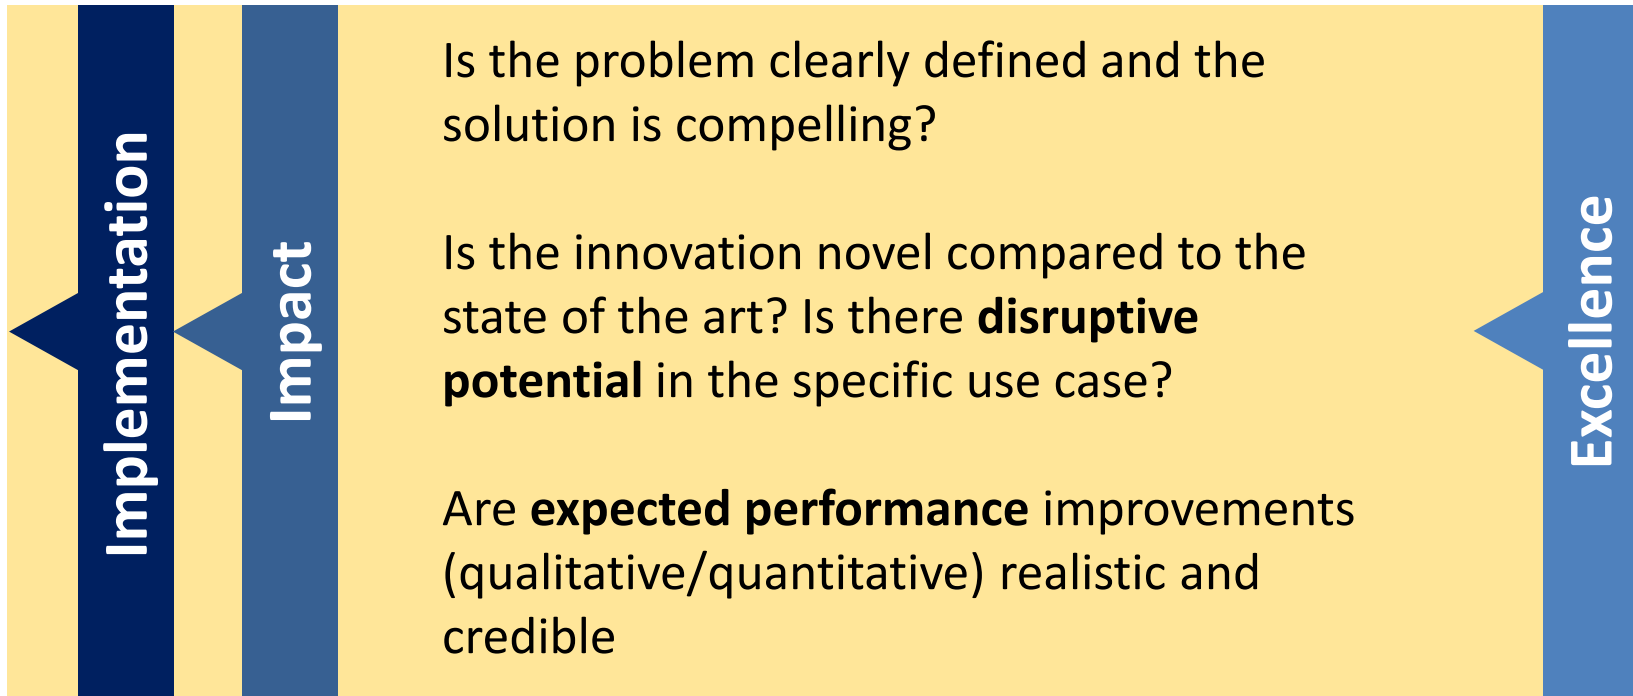 Implementation
Impact
Is the problem clearly defined and the
solution is compelling?
Is the innovation novel compared to the
state of the art? Is there disruptive
potential in the specific use case?
Are expected performance improvements
(qualitative/quantitative) realistic and
credible
Excellence